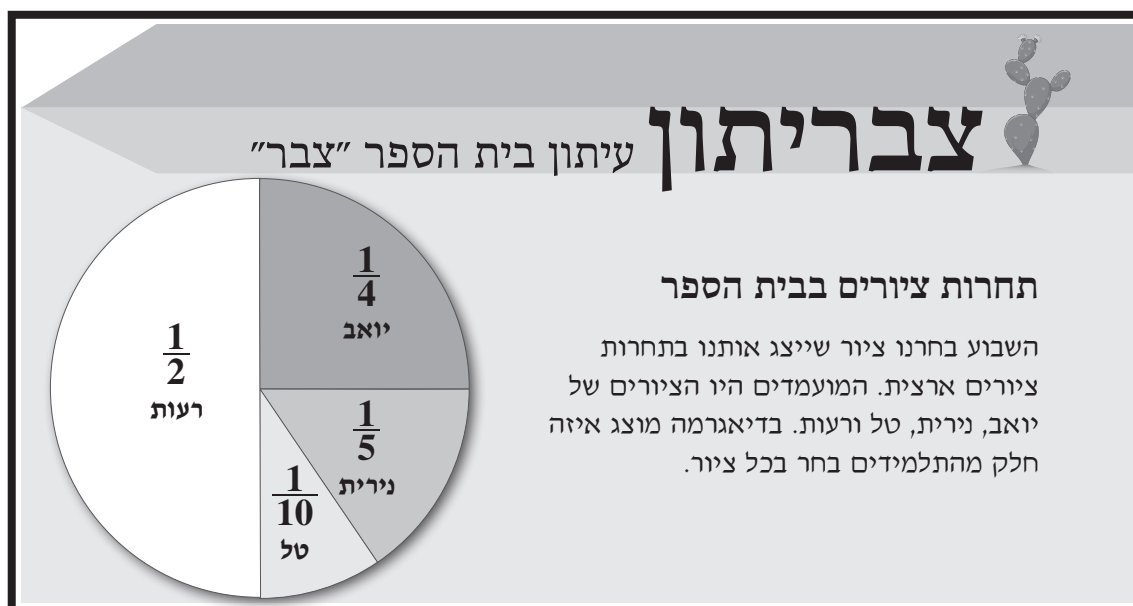 צבריתון עיתון בית הספר "צבר"
תחרות ציורים בבית הספר
השבוע בחרנו ציור שייצג אותנו בתחרות
ציורים ארצית. המועמדים היו הציורים של
יואב, נירית, טל ורעות. בדיאגרמה מוצג איזה
חלק מהתלמידים בחר בכל ציור.
1/4
יואב
1/2
רעות
1/5
נירית
1/10
טל